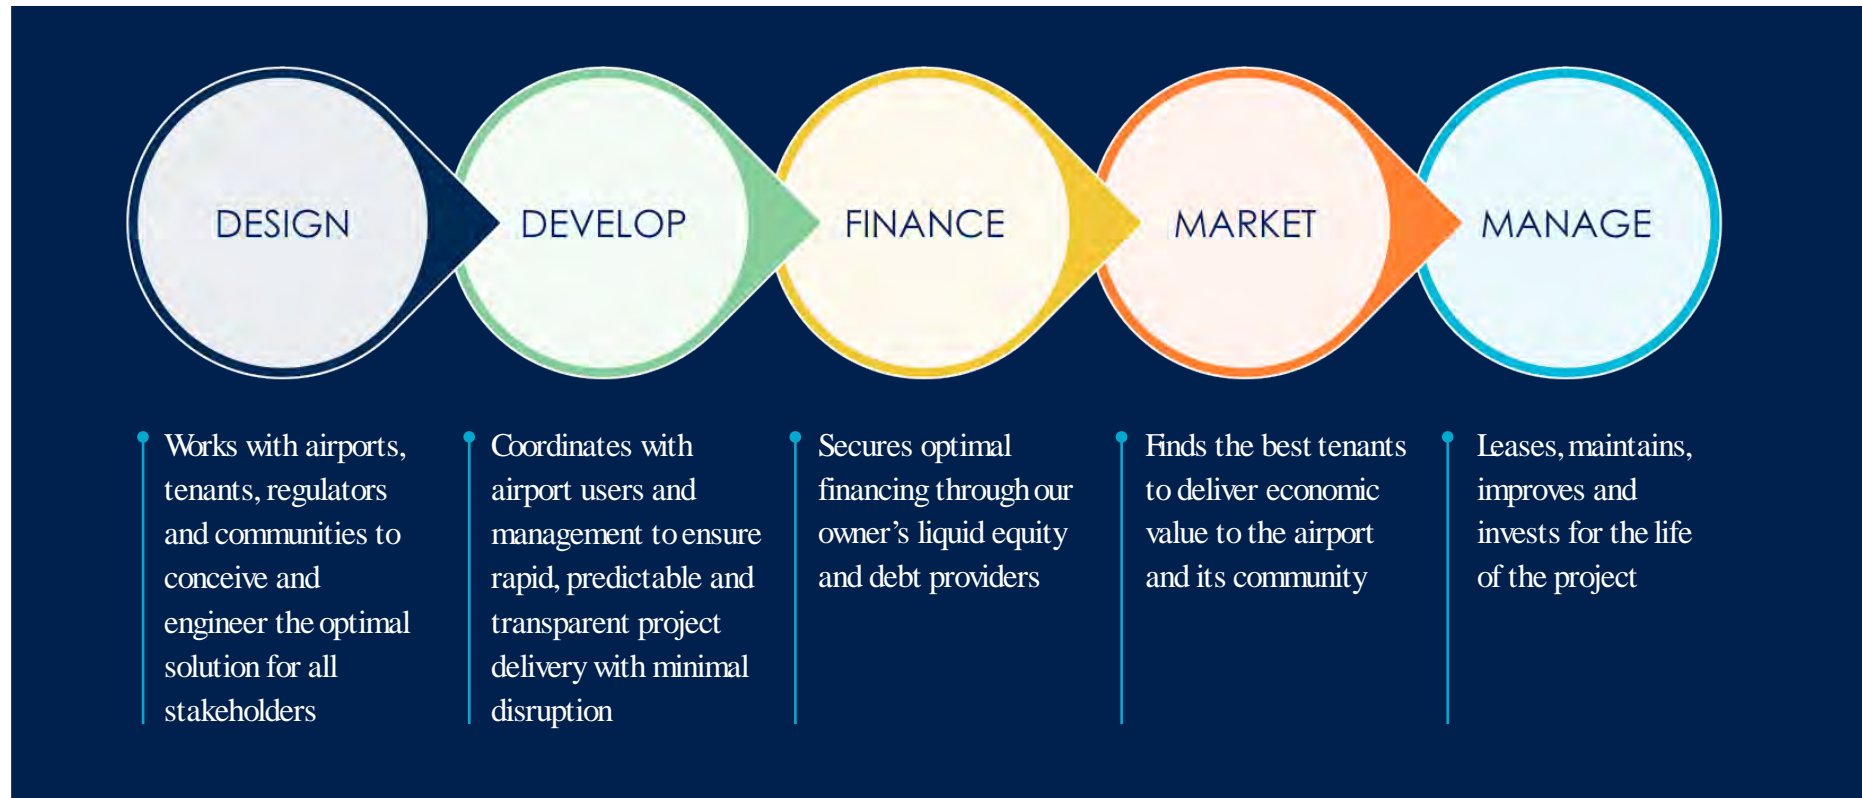 DESIGN
DEVELOP
FINANCE
MARKET
MANAGE
Works with airports,
tenants, regulators
and communities to
conceive and
engineer the optimal
solution for all
stakeholders
Coordinates with
airport users and
management to ensure
rapid, predictable and
transparent project
delivery with minimal
disruption
Secures optimal
financing through our
owner’s liquid equity
and debt providers
Finds the best tenants
to deliver economic
value to the airport
and its community
Leases, maintains,
improves and
invests for the life
of the project